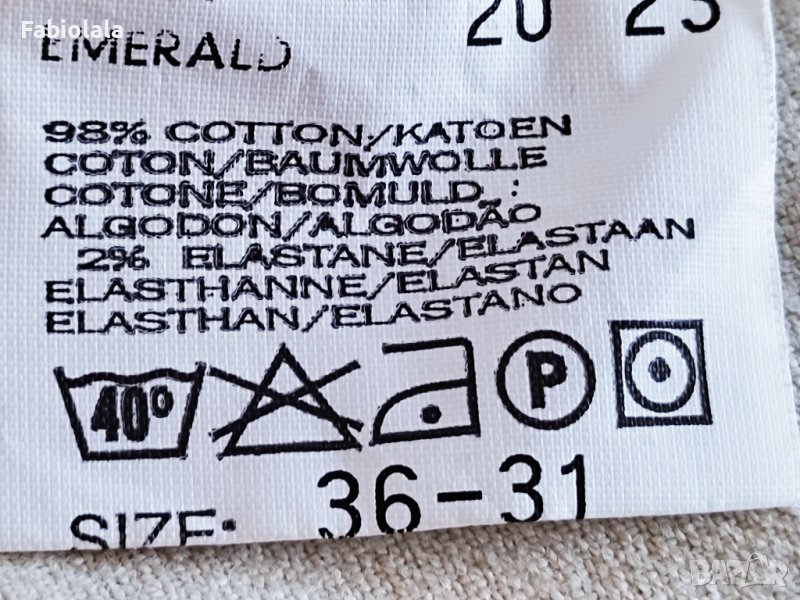 Fabiolala
20 23
EMERALD
98% COTTON/KATOEN
COTON/BAUMWOLLE
COTONE/BOMULD_:
ALGODON/ALGODÃO
2% ELASTANE/ELASTAAN
ELASTHANNE/ELASTAN
ELASTHAN/ELASTANO
40° P
SIZE: 36-31
BAZAR